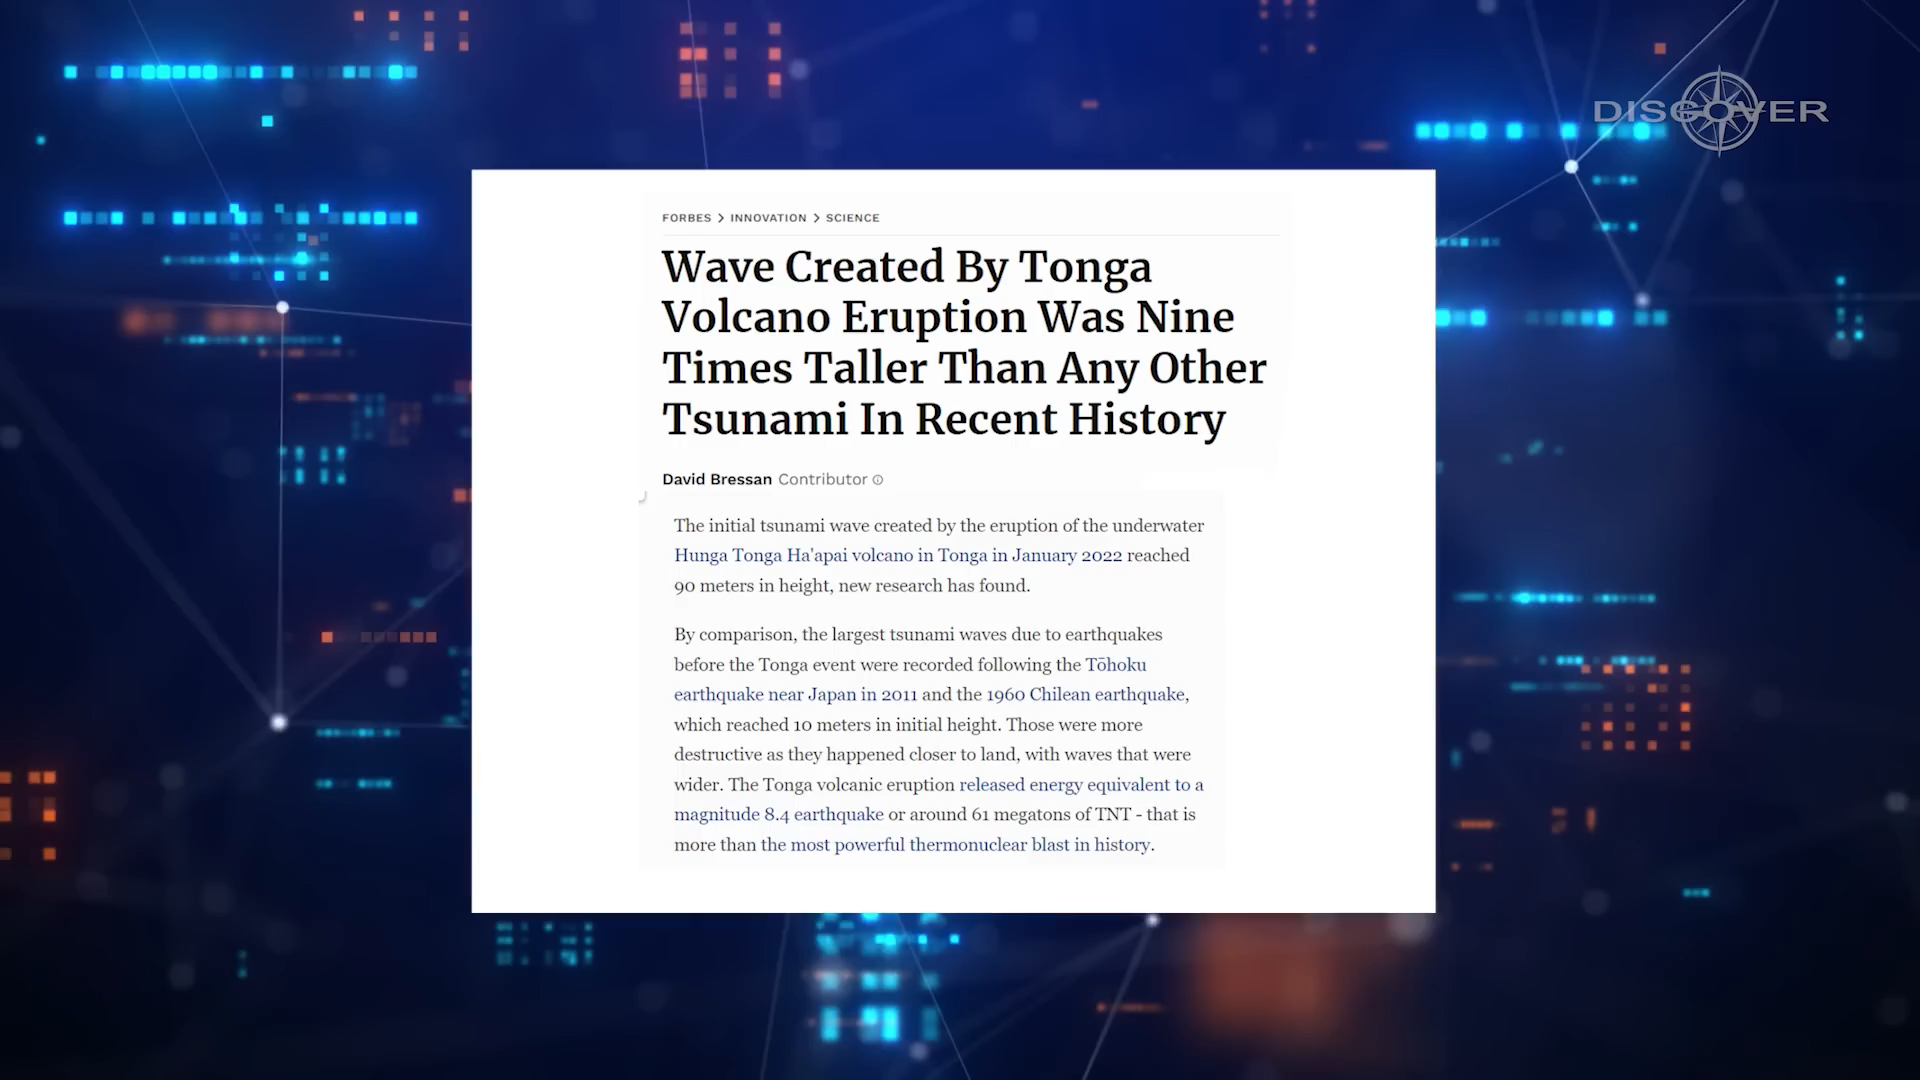 DISCOVER
FORBES > INNOVATION > SCIENCE
Wave Created By Tonga
Volcano Eruption Was Nine
Times Taller Than Any Other
Tsunami In Recent History
David Bressan Contributor
The initial tsunami wave created by the eruption of the underwater
Hunga Tonga Ha'apai volcano in Tonga in January 2022 reached
90 meters in height, new research has found.
By comparison, the largest tsunami waves due to earthquakes
before the Tonga event were recorded following the Tōhoku
earthquake near Japan in 2011 and the 1960 Chilean earthquake,
which reached 10 meters in initial height. Those were more
destructive as they happened closer to land, with waves that were
wider. The Tonga volcanic eruption released energy equivalent to a
magnitude 8.4 earthquake or around 61 megatons of TNT - that is
more than the most powerful thermonuclear blast in history.